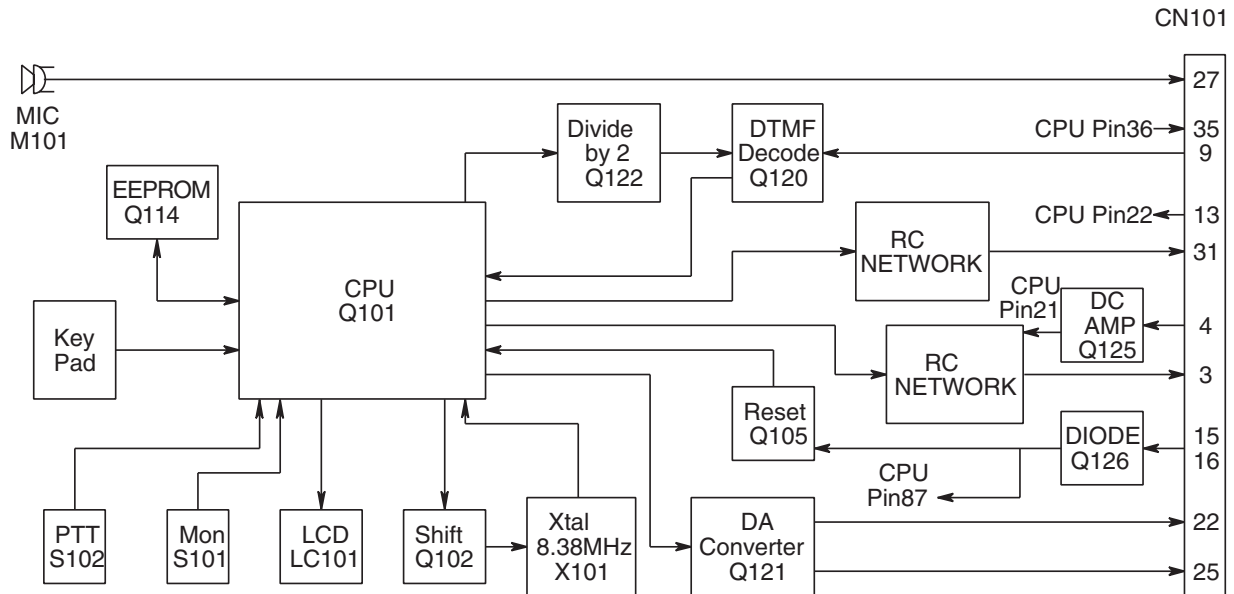 CN101
27
MIC
M101
Divide
by 2
Q122
DTMF
Decode
Q120
CPU Pin36
35
9
EEPROM
Q114
CPU Pin22
13
CPU
Q101
RC
NETWORK
31
Key
Pad
CPU
Pin21
DC
AMP
Q125
4
RC
NETWORK
3
Reset
Q105
DIODE
Q126
15
16
CPU
Pin87
PTT
S102
Mon
S101
LCD
LC101
Shift
Q102
Xtal
8.38MHz
X101
DA
Converter
Q121
22
25